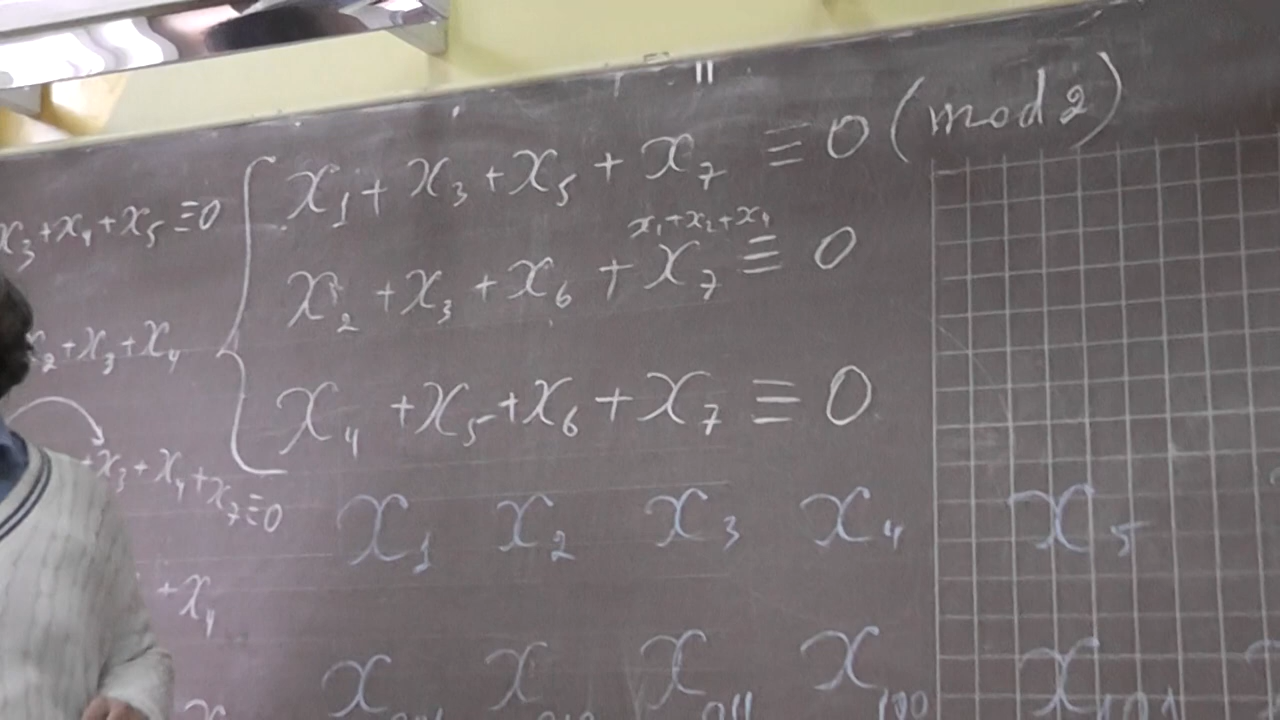 x₁ + x₃ + x₅ + x₇ ≡ 0 (mod 2)
x₃ + x₄ + x₅ ≡ 0
x₁ + x₂ + x₄
x₂ + x₃ + x₆ + x₇ ≡ 0
x₂ + x₃ + x₄
x₄ + x₅ + x₆ + x₇ ≡ 0
+ x₃ + x₄ + x₇ ≡ 0
x₁ x₂ x₃ x₄ x₅
+ x₄
x x x₀₁₁ x₁₀₀ x₁₀₁
x